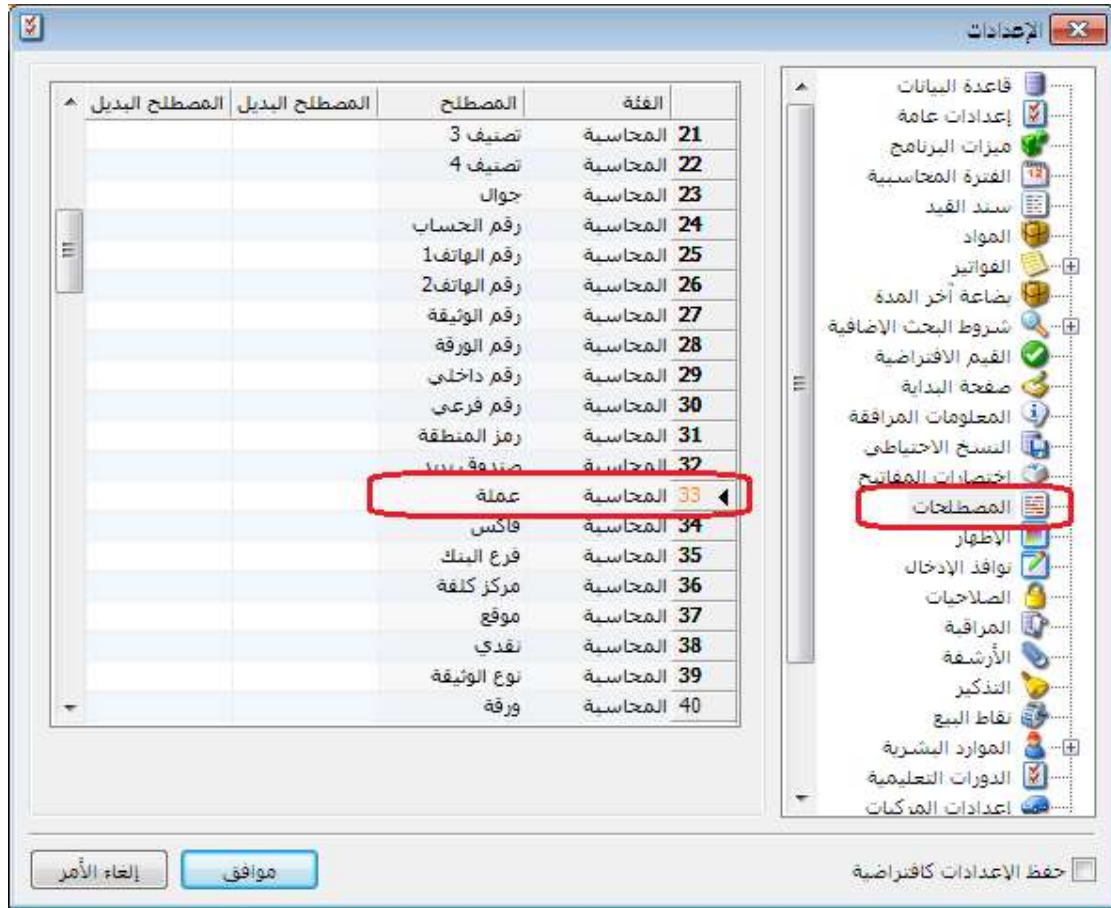 الإعدادات
قاعدة البيانات
إعدادات عامة
ميزات البرنامج
الفترة المحاسبية
سند القيد
المواد
الفواتير
بضاعة آخر المدة
شروط البحث الإضافية
القيم الافتراضية
صفحة البداية
المعلومات المرافقة
النسخ الاحتياطي
اختصارات المفاتيح
المصطلحات
الإظهار
نوافذ الإدخال
الصلاحيات
المراقبة
الأرشفة
التذكير
نقاط البيع
الموارد البشرية
الدورات التعليمية
إعدادات المركبات
الفئة المصطلح المصطلح البديل المصطلح البديل
21 المحاسبة تصنيف 3
22 المحاسبة تصنيف 4
23 المحاسبة جوال
24 المحاسبة رقم الحساب
25 المحاسبة رقم الهاتف1
26 المحاسبة رقم الهاتف2
27 المحاسبة رقم الوثيقة
28 المحاسبة رقم الورقة
29 المحاسبة رقم داخلي
30 المحاسبة رقم فرعي
31 المحاسبة رمز المنطقة
32 المحاسبة صندوق بريد
33 المحاسبة عملة
34 المحاسبة فاكس
35 المحاسبة فرع البنك
36 المحاسبة مركز كلفة
37 المحاسبة موقع
38 المحاسبة نقدي
39 المحاسبة نوع الوثيقة
40 المحاسبة ورقة
حفظ الإعدادات كافتراضية
موافق
إلغاء الأمر